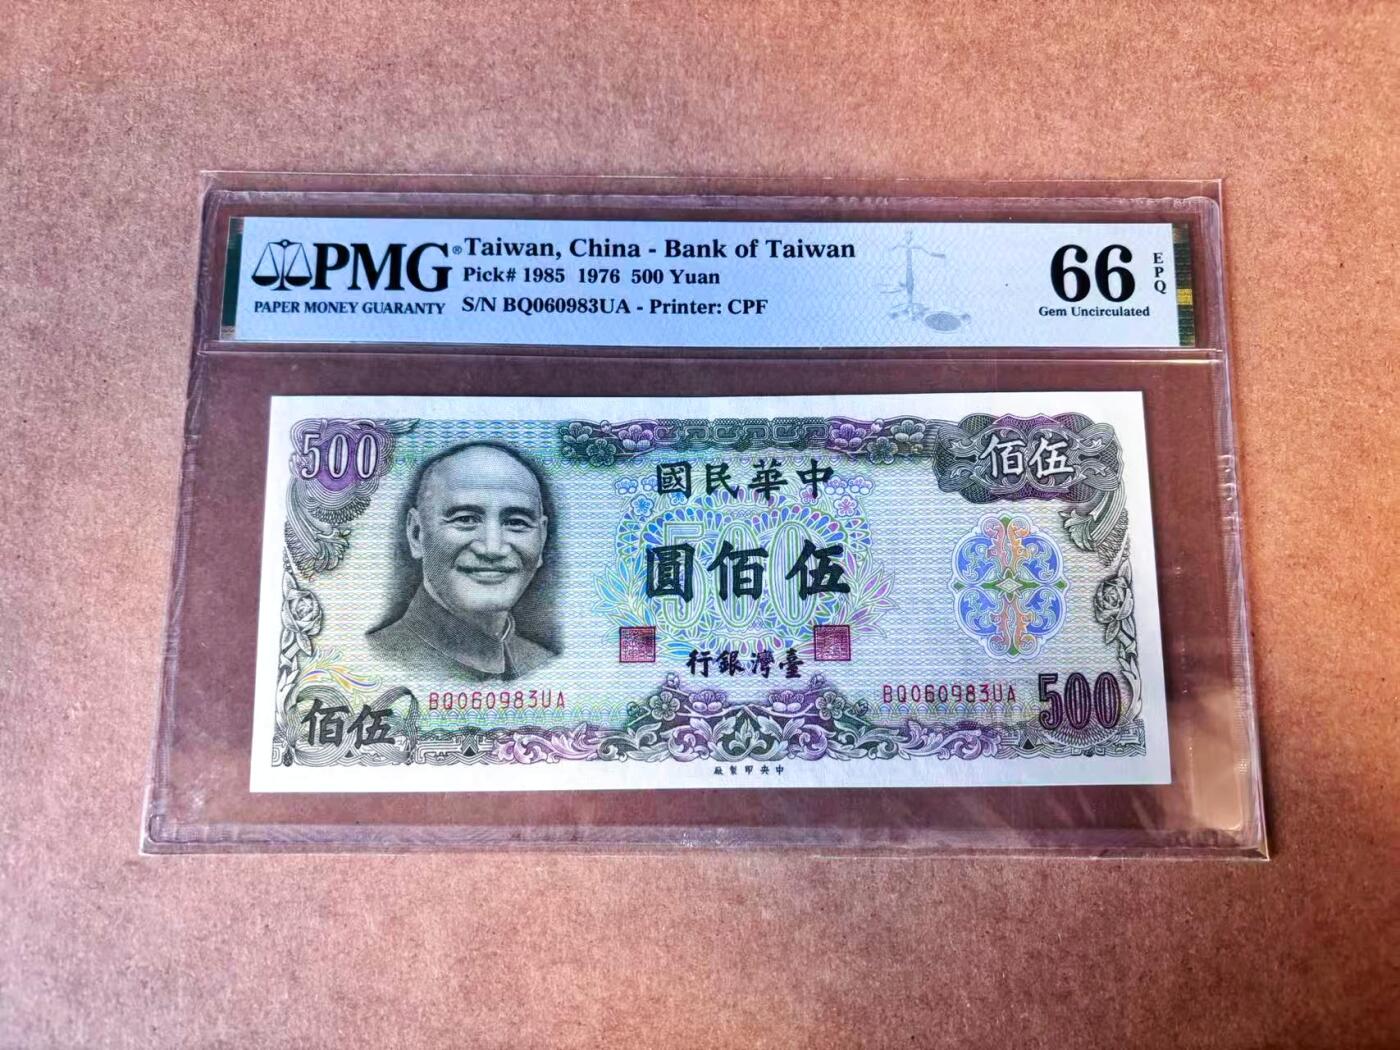 PMG® Taiwan, China - Bank of Taiwan
Pick# 1985 1976 500 Yuan
PAPER MONEY GUARANTY
S/N BQ060983UA - Printer: CPF
66
EPQ
Gem Uncirculated
500
佰伍
國民華中
圓佰伍
行銀灣臺
BQ060983UA
BQ060983UA
佰伍
500
廠製印央中